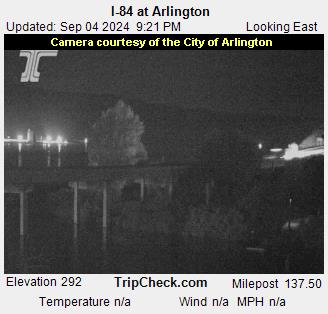 I-84 at Arlington
Updated: Sep 04 2024 9:21 PM Looking East
Camera courtesy of the City of Arlington
Elevation 292 TripCheck.com Milepost 137.50
Temperature n/a Wind n/a MPH n/a